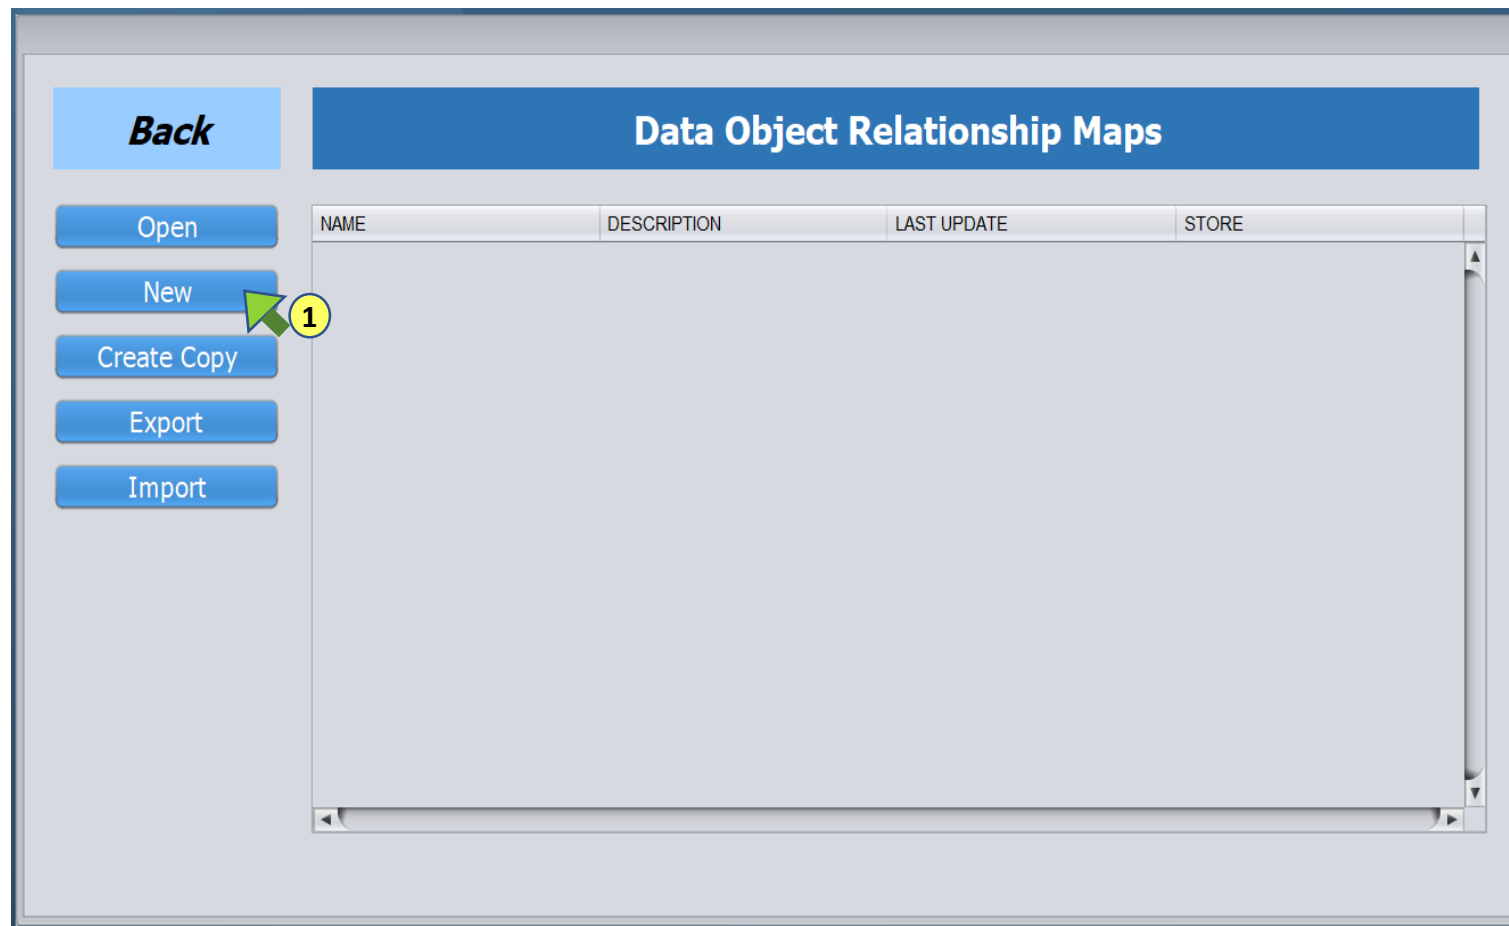 Back
Data Object Relationship Maps
Open
NAME DESCRIPTION LAST UPDATE STORE
New
1
Create Copy
Export
Import